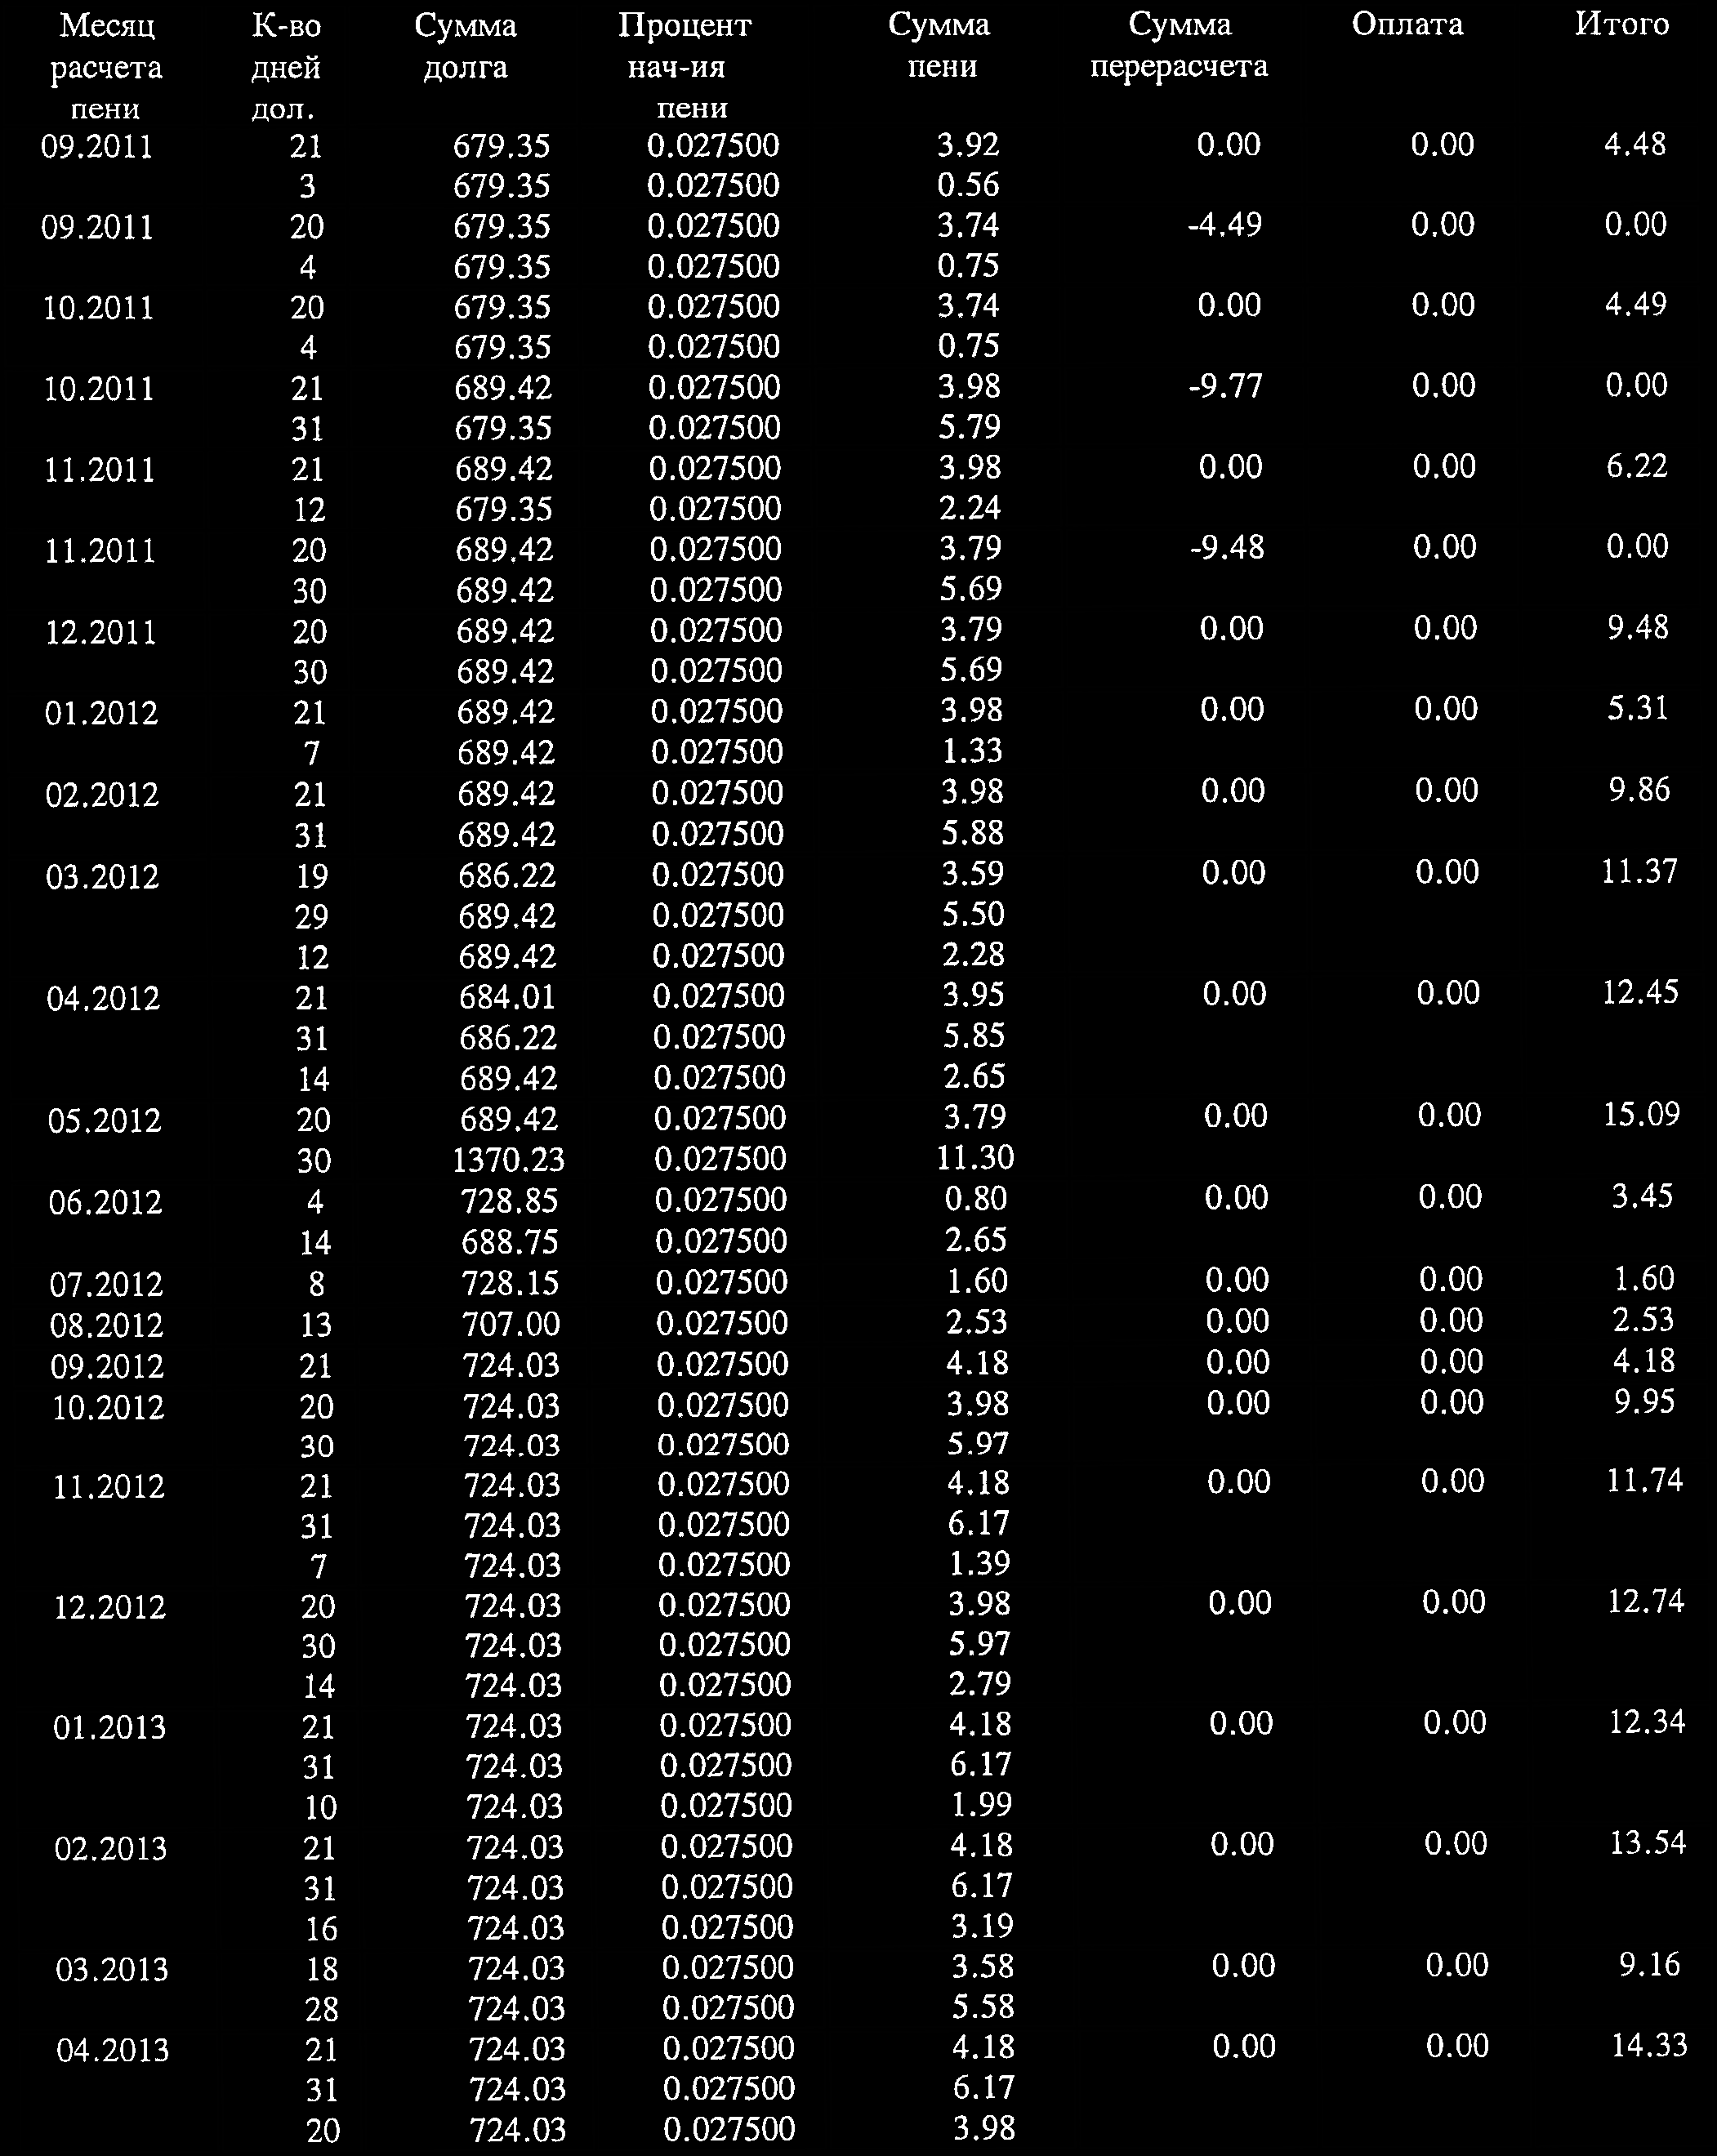 Месяц К-во Сумма Процент Сумма Сумма Оплата Итого
расчета дней долга нач-ия пени перерасчета
пени дол. пени
09.2011 21 679.35 0.027500 3.92 0.00 0.00 4.48
3 679.35 0.027500 0.56
09.2011 20 679.35 0.027500 3.74 -4.49 0.00 0.00
4 679.35 0.027500 0.75
10.2011 20 679.35 0.027500 3.74 0.00 0.00 4.49
4 679.35 0.027500 0.75
10.2011 21 689.42 0.027500 3.98 -9.77 0.00 0.00
31 679.35 0.027500 5.79
11.2011 21 689.42 0.027500 3.98 0.00 0.00 6.22
12 679.35 0.027500 2.24
11.2011 20 689.42 0.027500 3.79 -9.48 0.00 0.00
30 689.42 0.027500 5.69
12.2011 20 689.42 0.027500 3.79 0.00 0.00 9.48
30 689.42 0.027500 5.69
01.2012 21 689.42 0.027500 3.98 0.00 0.00 5.31
7 689.42 0.027500 1.33
02.2012 21 689.42 0.027500 3.98 0.00 0.00 9.86
31 689.42 0.027500 5.88
03.2012 19 686.22 0.027500 3.59 0.00 0.00 11.37
29 689.42 0.027500 5.50
12 689.42 0.027500 2.28
04.2012 21 684.01 0.027500 3.95 0.00 0.00 12.45
31 686.22 0.027500 5.85
14 689.42 0.027500 2.65
05.2012 20 689.42 0.027500 3.79 0.00 0.00 15.09
30 1370.23 0.027500 11.30
06.2012 4 728.85 0.027500 0.80 0.00 0.00 3.45
14 688.75 0.027500 2.65
07.2012 8 728.15 0.027500 1.60 0.00 0.00 1.60
08.2012 13 707.00 0.027500 2.53 0.00 0.00 2.53
09.2012 21 724.03 0.027500 4.18 0.00 0.00 4.18
10.2012 20 724.03 0.027500 3.98 0.00 0.00 9.95
30 724.03 0.027500 5.97
11.2012 21 724.03 0.027500 4.18 0.00 0.00 11.74
31 724.03 0.027500 6.17
7 724.03 0.027500 1.39
12.2012 20 724.03 0.027500 3.98 0.00 0.00 12.74
30 724.03 0.027500 5.97
14 724.03 0.027500 2.79
01.2013 21 724.03 0.027500 4.18 0.00 0.00 12.34
31 724.03 0.027500 6.17
10 724.03 0.027500 1.99
02.2013 21 724.03 0.027500 4.18 0.00 0.00 13.54
31 724.03 0.027500 6.17
16 724.03 0.027500 3.19
03.2013 18 724.03 0.027500 3.58 0.00 0.00 9.16
28 724.03 0.027500 5.58
04.2013 21 724.03 0.027500 4.18 0.00 0.00 14.33
31 724.03 0.027500 6.17
20 724.03 0.027500 3.98